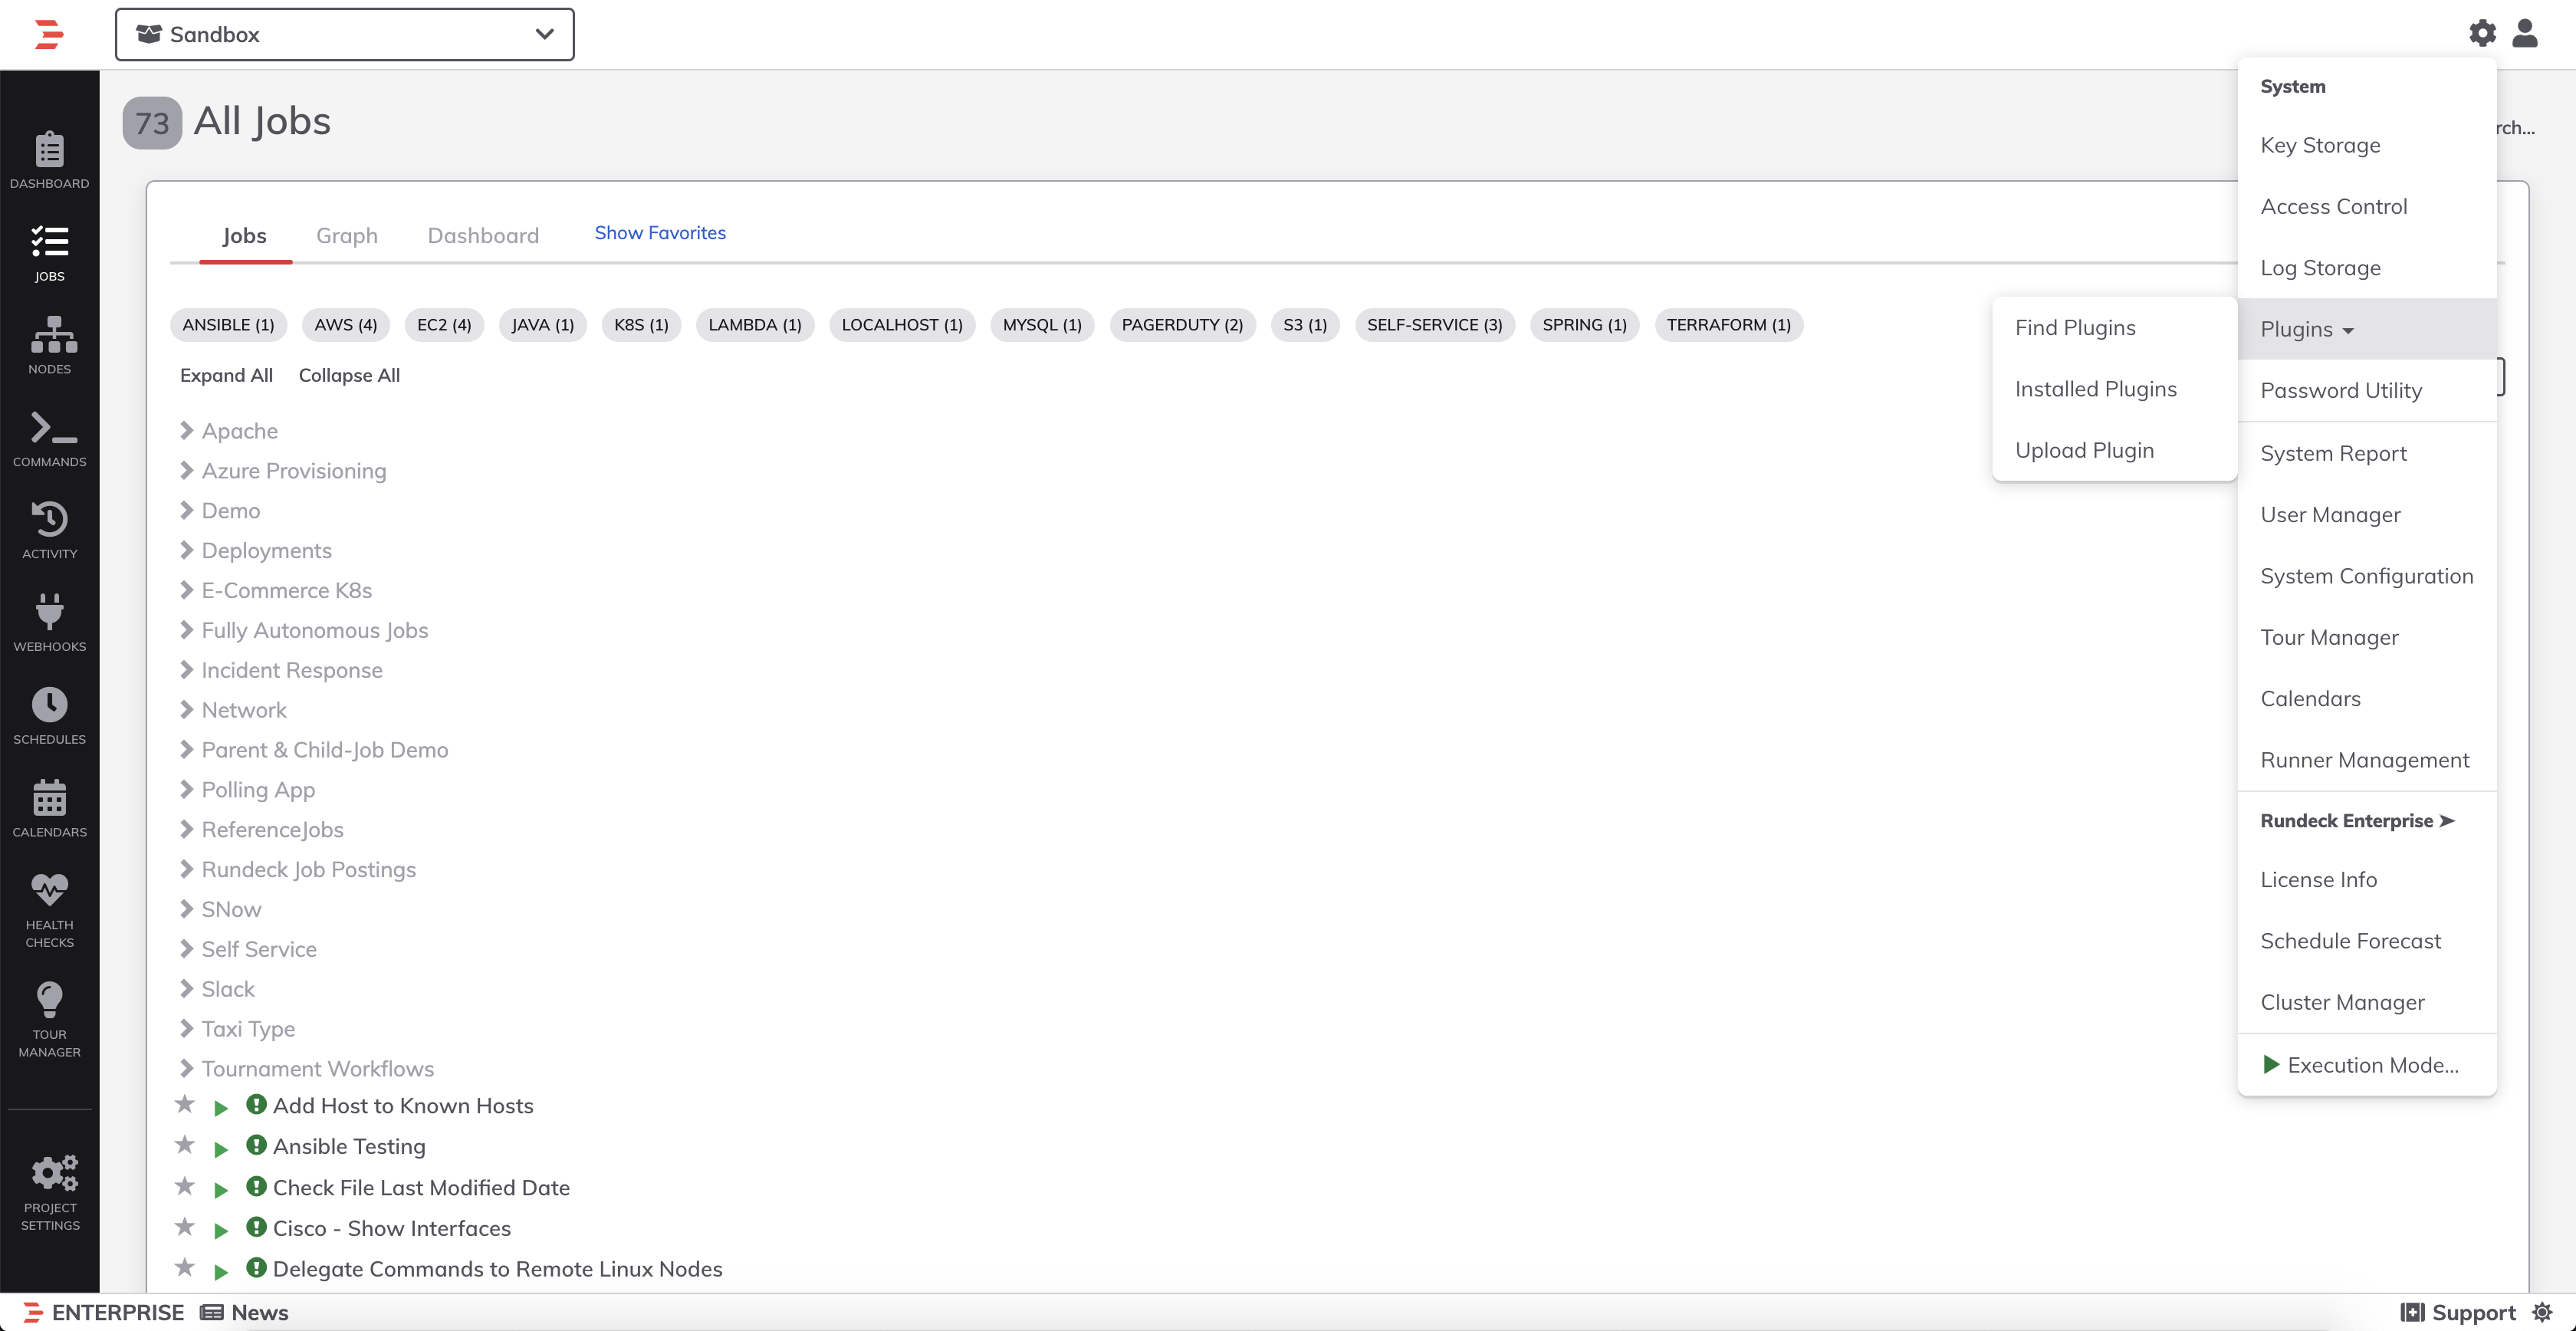 Sandbox
73 All Jobs
rch...
DASHBOARD
JOBS
NODES
COMMANDS
ACTIVITY
WEBHOOKS
SCHEDULES
CALENDARS
HEALTH
CHECKS
TOUR
MANAGER
PROJECT
SETTINGS
Jobs Graph Dashboard Show Favorites
ANSIBLE (1) AWS (4) EC2 (4) JAVA (1) K8S (1) LAMBDA (1) LOCALHOST (1) MYSQL (1) PAGERDUTY (2) S3 (1) SELF-SERVICE (3) SPRING (1) TERRAFORM (1)
Expand All Collapse All
Apache
Azure Provisioning
Demo
Deployments
E-Commerce K8s
Fully Autonomous Jobs
Incident Response
Network
Parent & Child-Job Demo
Polling App
ReferenceJobs
Rundeck Job Postings
SNow
Self Service
Slack
Taxi Type
Tournament Workflows
Add Host to Known Hosts
Ansible Testing
Check File Last Modified Date
Cisco - Show Interfaces
Delegate Commands to Remote Linux Nodes
Find Plugins
Installed Plugins
Upload Plugin
System
Key Storage
Access Control
Log Storage
Plugins
Password Utility
System Report
User Manager
System Configuration
Tour Manager
Calendars
Runner Management
Rundeck Enterprise ➤
License Info
Schedule Forecast
Cluster Manager
Execution Mode...
ENTERPRISE News
Support